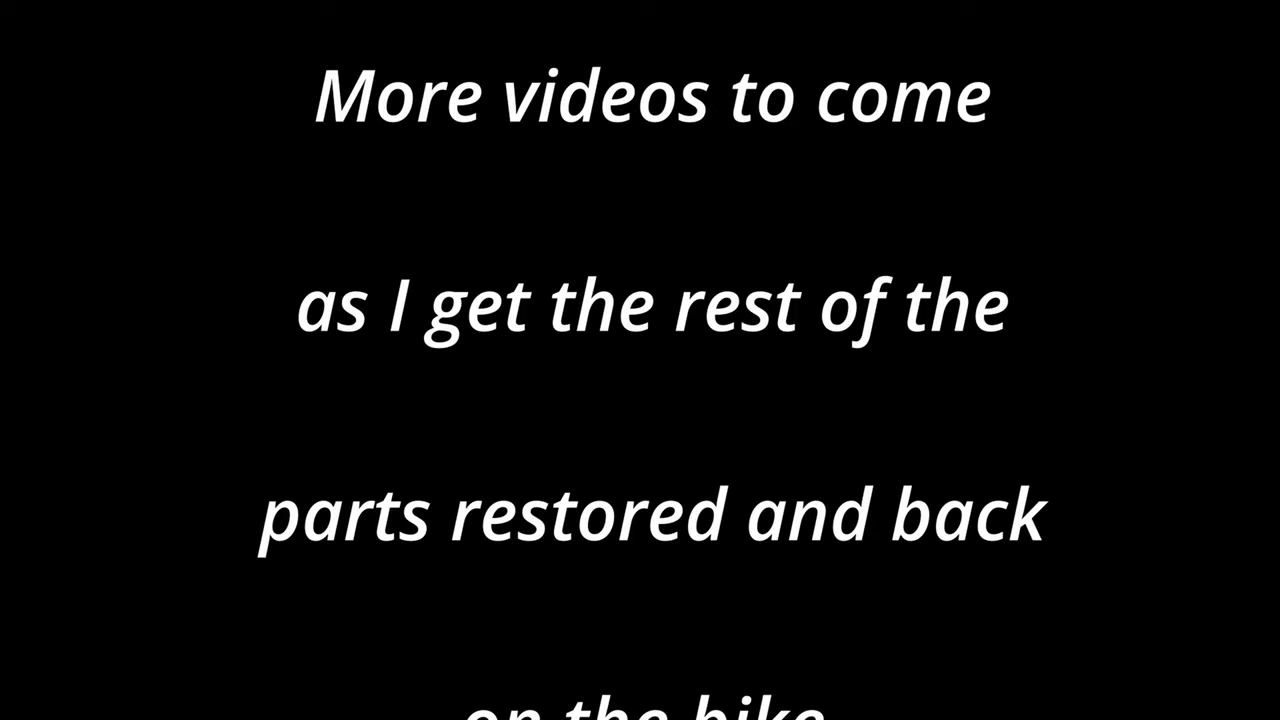 More videos to come
as I get the rest of the
parts restored and back
on the bike